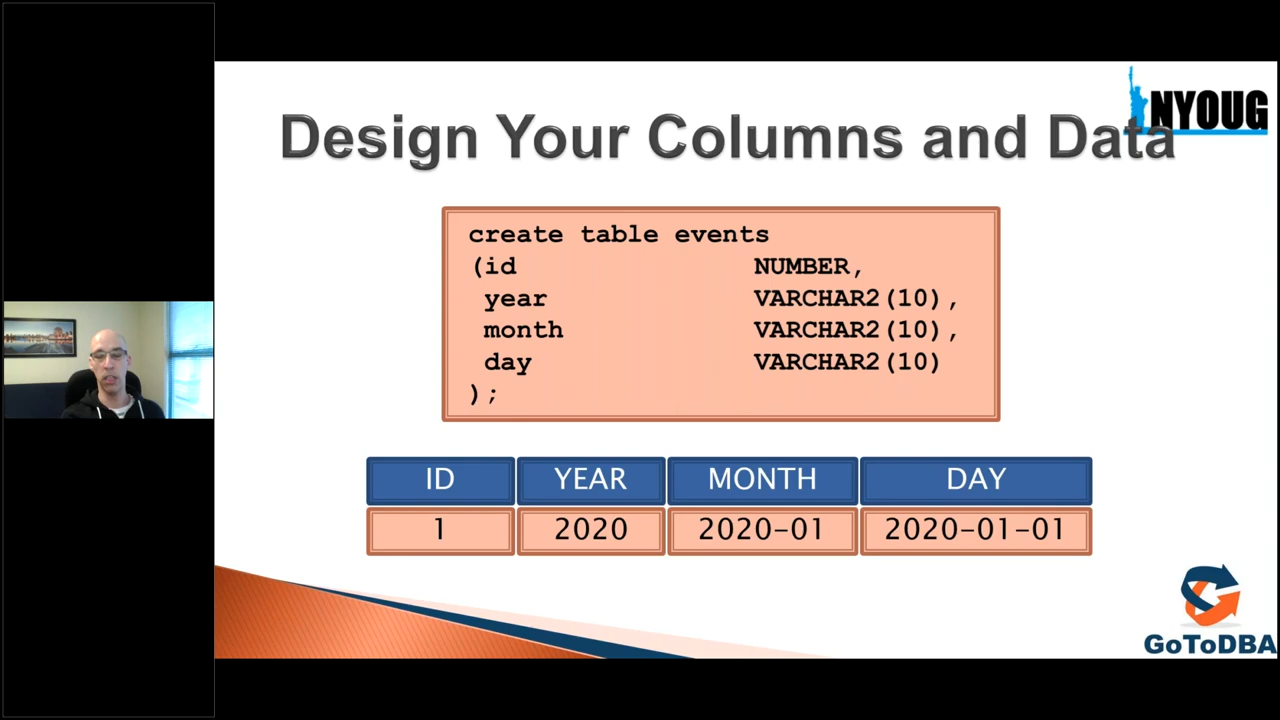 NYOUG
Design Your Columns and Data
create table events
(id NUMBER,
year VARCHAR2(10),
month VARCHAR2(10),
day VARCHAR2(10)
);
ID YEAR MONTH DAY
1 2020 2020-01 2020-01-01
GoToDBA